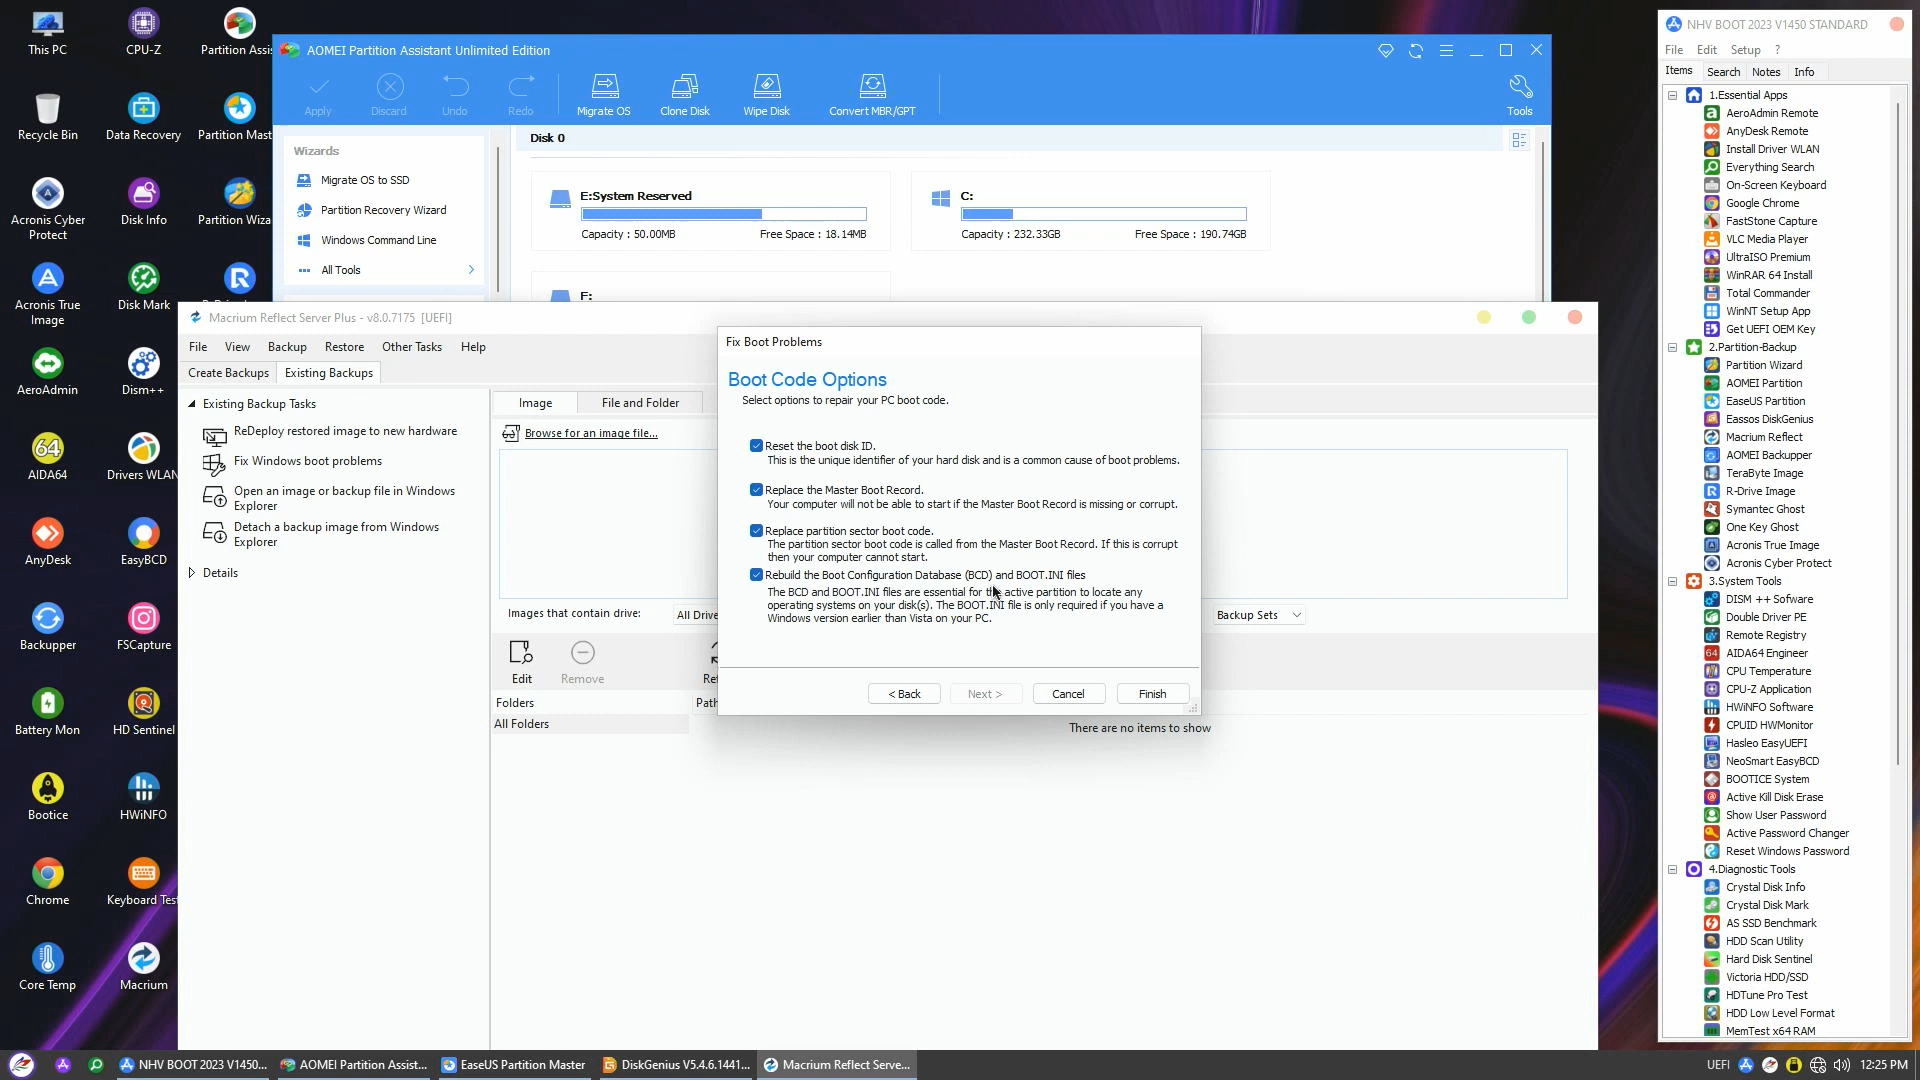 This PC
CPU-Z
Partition Assis
Recycle Bin
Data Recovery
Partition Mast
Acronis Cyber
Protect
Disk Info
Partition Wiza
Acronis True
Image
Disk Mark
AeroAdmin
Dism++
AIDA64
Drivers WLAN
AnyDesk
EasyBCD
Backupper
FSCapture
Battery Mon
HD Sentinel
Bootice
HWiNFO
Chrome
Keyboard Tes
Core Temp
Macrium
AOMEI Partition Assistant Unlimited Edition
Apply
Discard
Undo
Redo
Migrate OS
Clone Disk
Wipe Disk
Convert MBR/GPT
Tools
Wizards
Migrate OS to SSD
Partition Recovery Wizard
Windows Command Line
All Tools
Disk 0
E:System Reserved
Capacity : 50.00MB
Free Space : 18.14MB
C:
Capacity : 232.33GB
Free Space : 190.74GB
F:
Macrium Reflect Server Plus - v8.0.7175 [UEFI]
File
View
Backup
Restore
Other Tasks
Help
Create Backups
Existing Backups
Existing Backup Tasks
ReDeploy restored image to new hardware
Fix Windows boot problems
Open an image or backup file in Windows
Explorer
Detach a backup image from Windows
Explorer
Details
Image
File and Folder
Browse for an image file...
Images that contain drive:
All Drive
Backup Sets
Edit
Remove
Folders
All Folders
There are no items to show
Fix Boot Problems
Boot Code Options
Select options to repair your PC boot code.
Reset the boot disk ID.
This is the unique identifier of your hard disk and is a common cause of boot problems.
Replace the Master Boot Record.
Your computer will not be able to start if the Master Boot Record is missing or corrupt.
Replace partition sector boot code.
The partition sector boot code is called from the Master Boot Record. If this is corrupt
then your computer cannot start.
Rebuild the Boot Configuration Database (BCD) and BOOT.INI files
The BCD and BOOT.INI files are essential for the active partition to locate any
operating systems on your disk(s). The BOOT.INI file is only required if you have a
Windows version earlier than Vista on your PC.
< Back
Next >
Cancel
Finish
NHV BOOT 2023 V1450 STANDARD
File
Edit
Setup
?
Items
Search
Notes
Info
1.Essential Apps
AeroAdmin Remote
AnyDesk Remote
Install Driver WLAN
Everything Search
On-Screen Keyboard
Google Chrome
FastStone Capture
VLC Media Player
UltraISO Premium
WinRAR 64 Install
Total Commander
WinNT Setup App
Get UEFI OEM Key
2.Partition-Backup
Partition Wizard
AOMEI Partition
EaseUS Partition
Eassos DiskGenius
Macrium Reflect
AOMEI Backupper
TeraByte Image
R-Drive Image
Symantec Ghost
One Key Ghost
Acronis True Image
Acronis Cyber Protect
3.System Tools
DISM ++ Software
Double Driver PE
Remote Registry
AIDA64 Engineer
CPU Temperature
CPU-Z Application
HWiNFO Software
CPUID HWMonitor
Hasleo EasyUEFI
NeoSmart EasyBCD
BOOTICE System
Active Kill Disk Erase
Show User Password
Active Password Changer
Reset Windows Password
4.Diagnostic Tools
Crystal Disk Info
Crystal Disk Mark
AS SSD Benchmark
HDD Scan Utility
Hard Disk Sentinel
Victoria HDD/SSD
HDTune Pro Test
HDD Low Level Format
MemTest x64 RAM
NHV BOOT 2023 V1450...
AOMEI Partition Assist...
EaseUS Partition Master
DiskGenius V5.4.6.1441...
Macrium Reflect Serve...
UEFI
12:25 PM